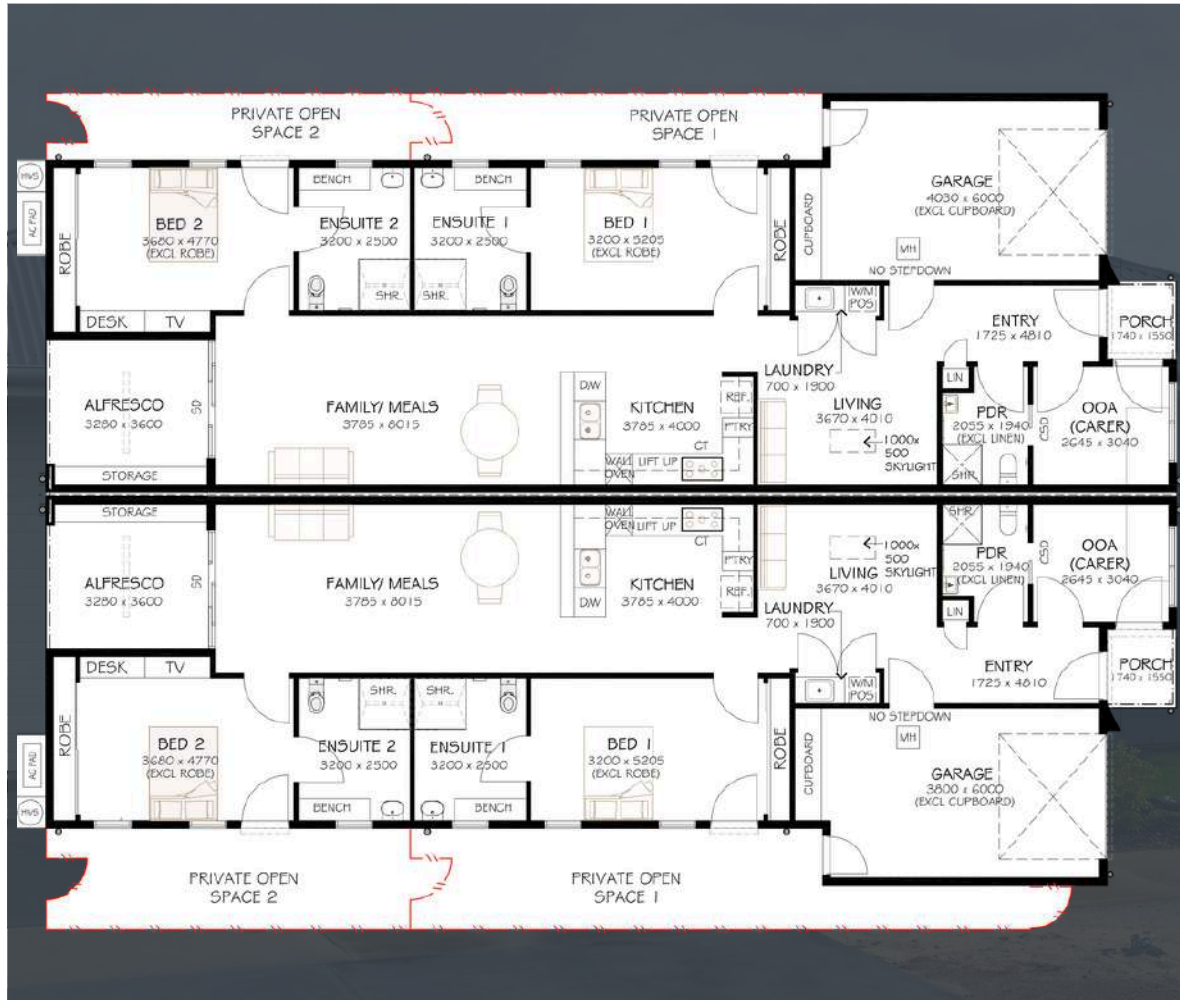 PRIVATE OPEN
SPACE 2
PRIVATE OPEN
SPACE 1
HWS
AC PAD
ROBE
BED 2
3680 x 4770
(EXCL ROBE)
DESK
TV
BENCH
ENSUITE 2
3200 x 2500
SHR.
BENCH
ENSUITE 1
3200 x 2500
SHR.
BED 1
3200 x 5205
(EXCL ROBE)
ROBE
CUPBOARD
GARAGE
4030 x 6000
(EXCL CUPBOARD)
MH
NO STEPDOWN
W/M
POS
LAUNDRY
700 x 1900
ENTRY
1725 x 4810
PORCH
1740 x 1550
ALFRESCO
3280 x 3600
STORAGE
SD
FAMILY/ MEALS
3785 x 8015
D/W
KITCHEN
3785 x 4000
REF.
PTRY
CT
WALL
OVEN
LIFT UP
LIVING
3670 x 4010
1000x
500
SKYLIGHT
LIN
PDR
2055 x 1940
(EXCL LINEN)
SHR.
CSD
OOA
(CARER)
2645 x 3040
STORAGE
ALFRESCO
3280 x 3600
SD
FAMILY/ MEALS
3785 x 8015
WALL
OVEN
LIFT UP
CT
D/W
KITCHEN
3785 x 4000
PTRY
REF.
1000x
500
SKYLIGHT
LIVING
3670 x 4010
LAUNDRY
700 x 1900
W/M
POS
SHR.
PDR
2055 x 1940
(EXCL LINEN)
LIN
CSD
OOA
(CARER)
2645 x 3040
ENTRY
1725 x 4810
PORCH
1740 x 1550
DESK
TV
ROBE
BED 2
3680 x 4770
(EXCL ROBE)
AC PAD
HWS
SHR.
ENSUITE 2
3200 x 2500
BENCH
SHR.
ENSUITE 1
3200 x 2500
BENCH
BED 1
3200 x 5205
(EXCL ROBE)
ROBE
CUPBOARD
NO STEPDOWN
MH
GARAGE
3800 x 6000
(EXCL CUPBOARD)
PRIVATE OPEN
SPACE 2
PRIVATE OPEN
SPACE 1